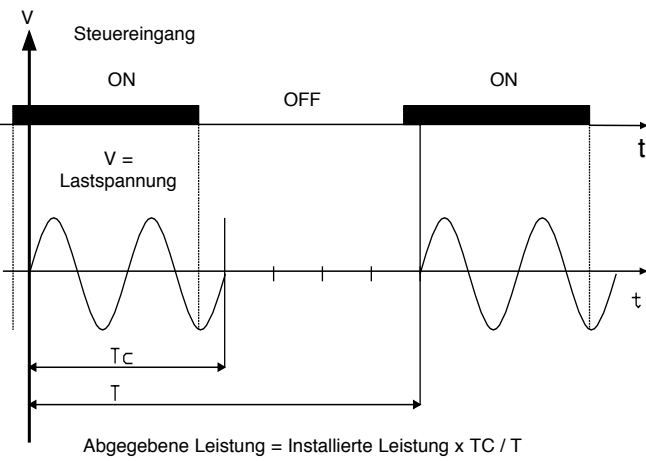 V
Steuereingang
ON
OFF
ON
t
V =
Lastspannung
t
Tc
T
Abgegebene Leistung = Installierte Leistung x TC / T